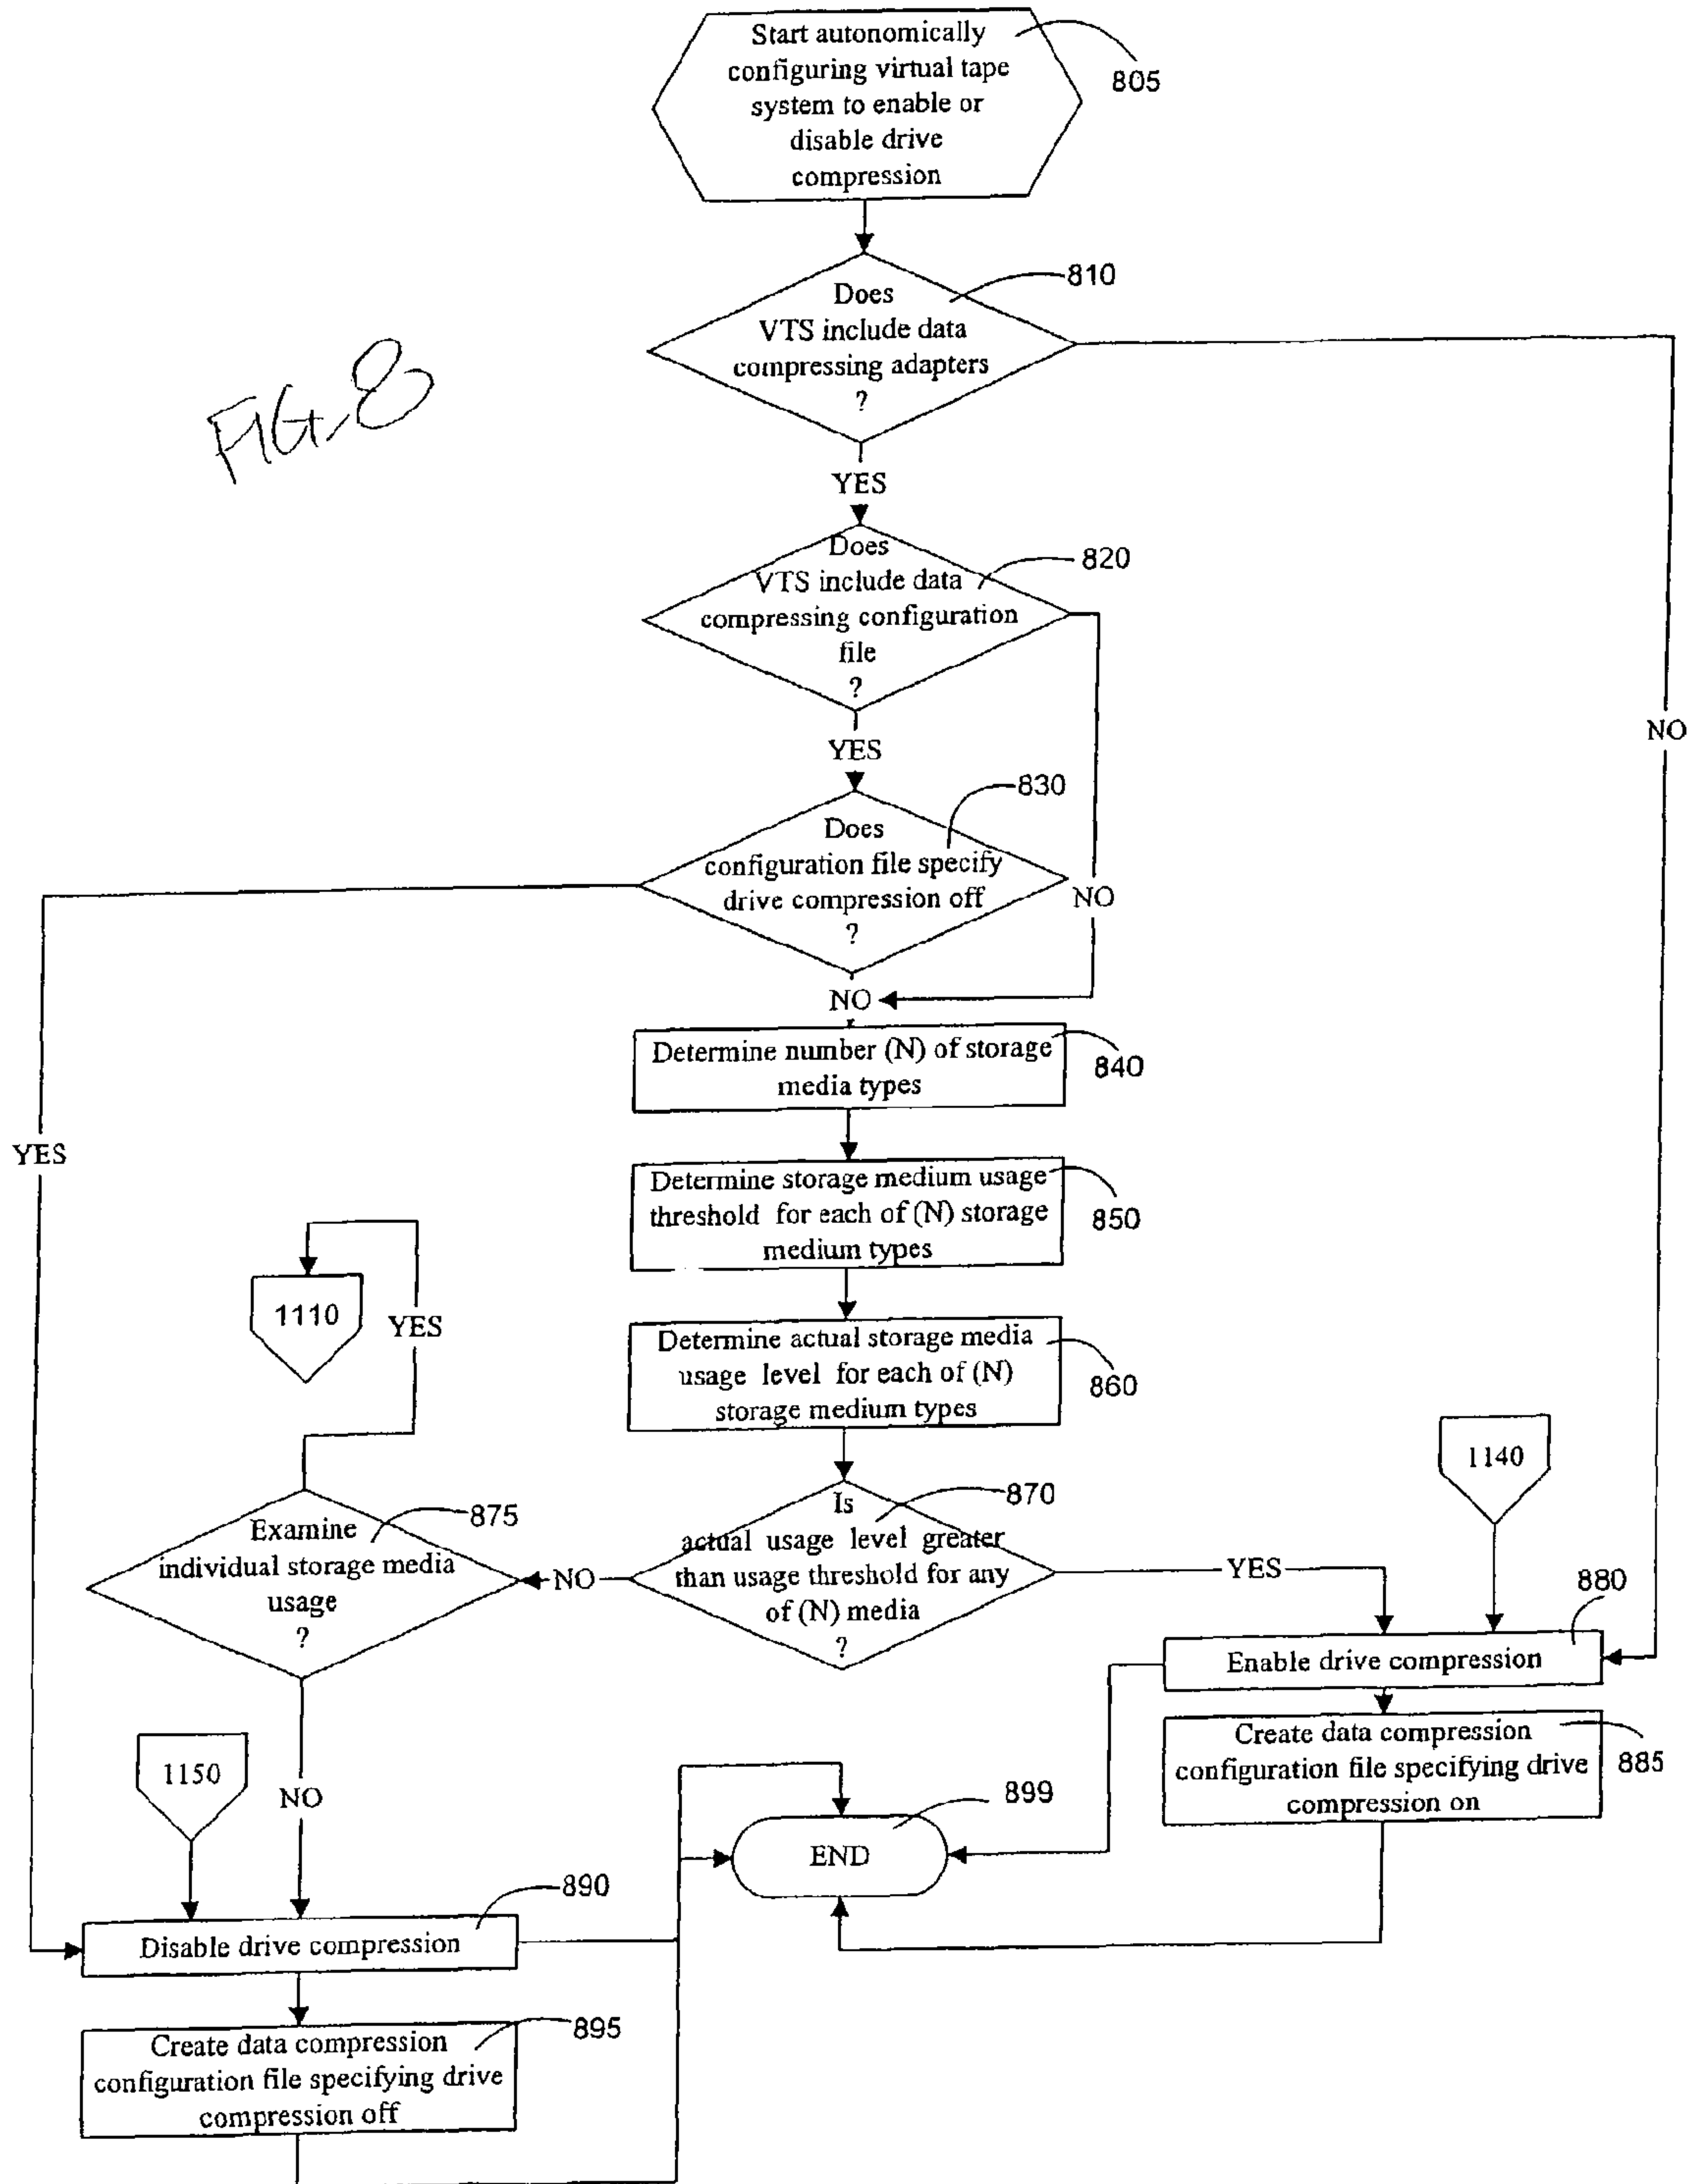 Start autonomically
configuring virtual tape
system to enable or
disable drive
compression
805
Does
VTS include data
compressing adapters
?
810
FIG. 8
YES
NO
Does
VTS include data
compressing configuration
file
?
820
YES
Does
configuration file specify
drive compression off
?
830
NO
NO
YES
Determine number (N) of storage
media types
840
Determine storage medium usage
threshold for each of (N) storage
medium types
850
1110
YES
Determine actual storage media
usage level for each of (N)
storage medium types
860
1140
Examine
individual storage media
usage
?
875
NO
Is
actual usage level greater
than usage threshold for any
of (N) media
?
870
YES
880
Enable drive compression
Create data compression
configuration file specifying drive
compression on
885
1150
NO
END
899
890
Disable drive compression
Create data compression
configuration file specifying drive
compression off
895